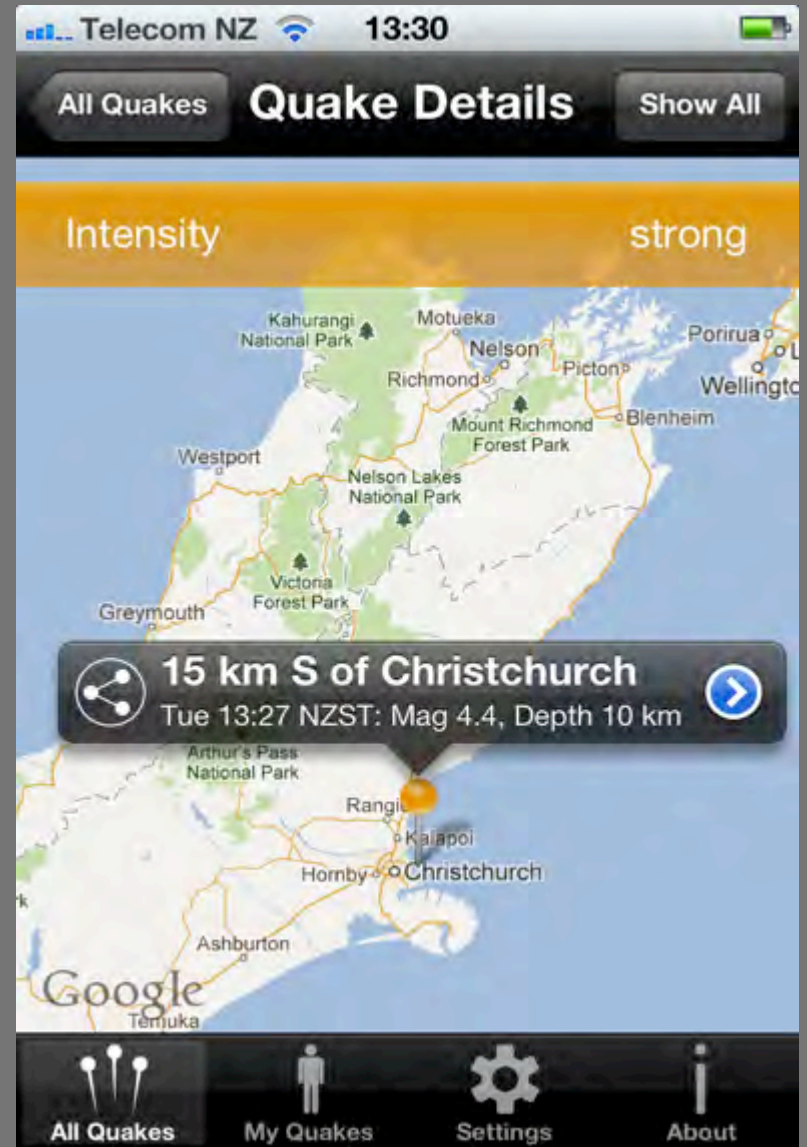 Telecom NZ 13:30
All Quakes Quake Details Show All
Intensity strong
Kahurangi
National Park
Motueka
Nelson
Porirua
Richmond
Picton
Wellingto
Mount Richmond
Forest Park
Blenheim
Westport
Nelson Lakes
National Park
Victoria
Forest Park
Greymouth
15 km S of Christchurch
Tue 13:27 NZST: Mag 4.4, Depth 10 km
Arthur's Pass
National Park
Rangi
Kaiapoi
Hornby Christchurch
Ashburton
Google
Temuka
All Quakes My Quakes Settings About